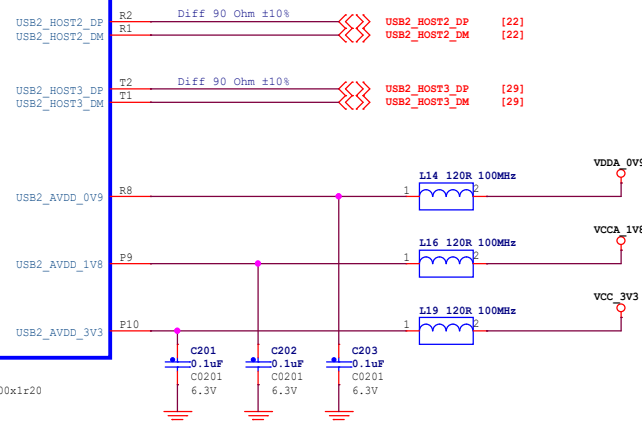 USB2_HOST2_DP R2 Diff 90 Ohm ±10% USB2_HOST2_DP [22]
USB2_HOST2_DM R1 USB2_HOST2_DM [22]
USB2_HOST3_DP T2 Diff 90 Ohm ±10% USB2_HOST3_DP [29]
USB2_HOST3_DM T1 USB2_HOST3_DM [29]
VDDA_0V9
L14 120R 100MHz
USB2_AVDD_0V9 R8 1 2
VCCA_1V8
L16 120R 100MHz
USB2_AVDD_1V8 P9 1 2
VCC_3V3
L19 120R 100MHz
USB2_AVDD_3V3 P10 1 2
C201 C202 C203
0.1uF 0.1uF 0.1uF
C0201 C0201 C0201
6.3V 6.3V 6.3V
00x1r20